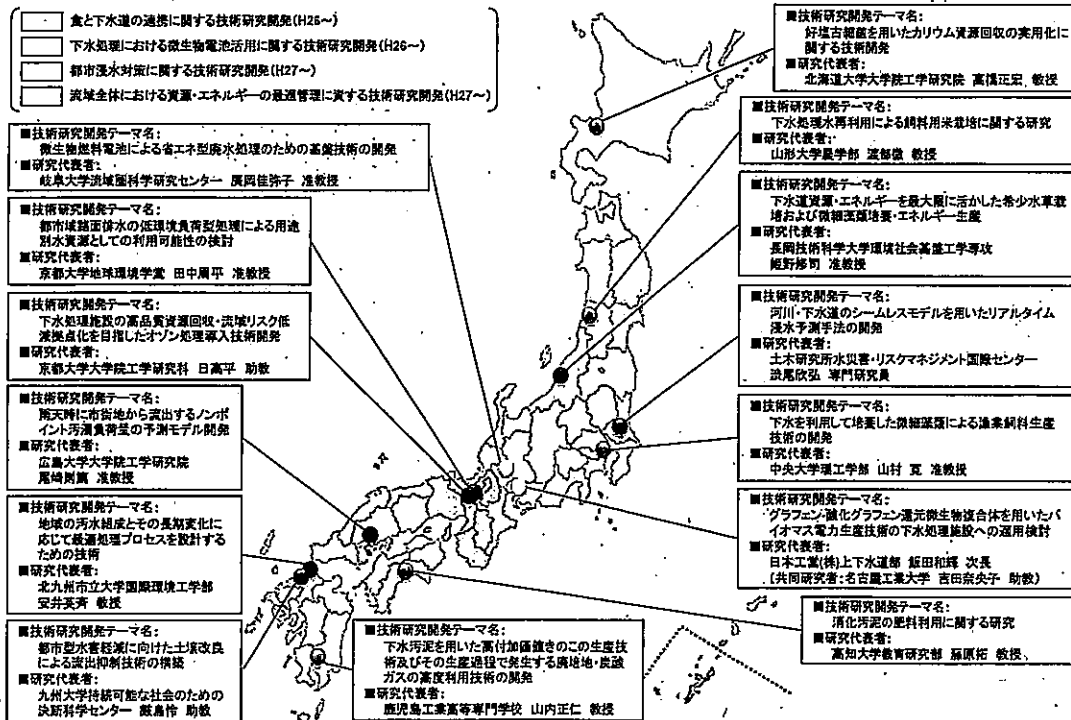 食と下水道の連携に関する技術研究開発(H25～)
下水処理における微生物電池活用に関する技術研究開発(H26～)
都市浸水対策に関する技術研究開発(H27～)
流域全体における資源・エネルギーの最適管理に資する技術研究開発(H27～)
■技術研究開発テーマ名:
好塩古細菌を用いたカリウム資源回収の実用化に
関する技術開発
■研究代表者:
北海道大学大学院工学研究院 高橋正宏 教授
■技術研究開発テーマ名:
下水処理水再利用による飼料用米栽培に関する研究
■研究代表者:
山形大学農学部 渡部徹 教授
■技術研究開発テーマ名:
下水道資源・エネルギーを最大限に活かした希少水草栽
培および微細藻類培養・エネルギー生産
■研究代表者:
長岡技術科学大学環境社会基盤工学専攻
姫野修司 准教授
■技術研究開発テーマ名:
河川・下水道のシームレスモデルを用いたリアルタイム
浸水予測手法の開発
■研究代表者:
土木研究所水災害・リスクマネジメント国際センター
渋尾欣弘 専門研究員
■技術研究開発テーマ名:
下水を利用して培養した微細藻類による漁業飼料生産
技術の開発
■研究代表者:
中央大学理工学部 山村 寛 准教授
■技術研究開発テーマ名:
グラフェン-酸化グラフェン還元微生物複合体を用いたバ
イオマス電力生産技術の下水処理施設への運用検討
■研究代表者:
日本工営(株)上下水道部 飯田和輝 次長
(共同研究者:名古屋工業大学 吉田奈央子 助教)
■技術研究開発テーマ名:
消化汚泥の肥料利用に関する研究
■研究代表者:
高知大学教育研究部 藤原拓 教授
■技術研究開発テーマ名:
微生物燃料電池による省エネ型廃水処理のための基盤技術の開発
■研究代表者:
岐阜大学流域圏科学研究センター 廣岡佳弥子 准教授
■技術研究開発テーマ名:
都市域路面排水の低環境負荷型処理による用途
別水資源としての利用可能性の検討
■研究代表者:
京都大学地球環境学堂 田中周平 准教授
■技術研究開発テーマ名:
下水処理施設の高品質資源回収・流域リスク低
減拠点化を目指したオゾン処理導入技術開発
■研究代表者:
京都大学大学院工学研究科 日高平 助教
■技術研究開発テーマ名:
雨天時に市街地から流出するノンポ
イント汚濁負荷量の予測モデル開発
■研究代表者:
広島大学大学院工学研究院
尾崎則篤 准教授
■技術研究開発テーマ名:
地域の汚水組成とその長期変化に
応じて最適処理プロセスを設計する
ための技術
■研究代表者:
北九州市立大学国際環境工学部
安井英斉 教授
■技術研究開発テーマ名:
都市型水害軽減に向けた土壌改良
による流出抑制技術の構築
■研究代表者:
九州大学持続可能な社会のための
決断科学センター 厳島怜 助教
■技術研究開発テーマ名:
下水汚泥を用いた高付加価値きのこの生産技
術及びその生産過程で発生する廃培地・炭酸
ガスの高度利用技術の開発
■研究代表者:
鹿児島工業高等専門学校 山内正仁 教授